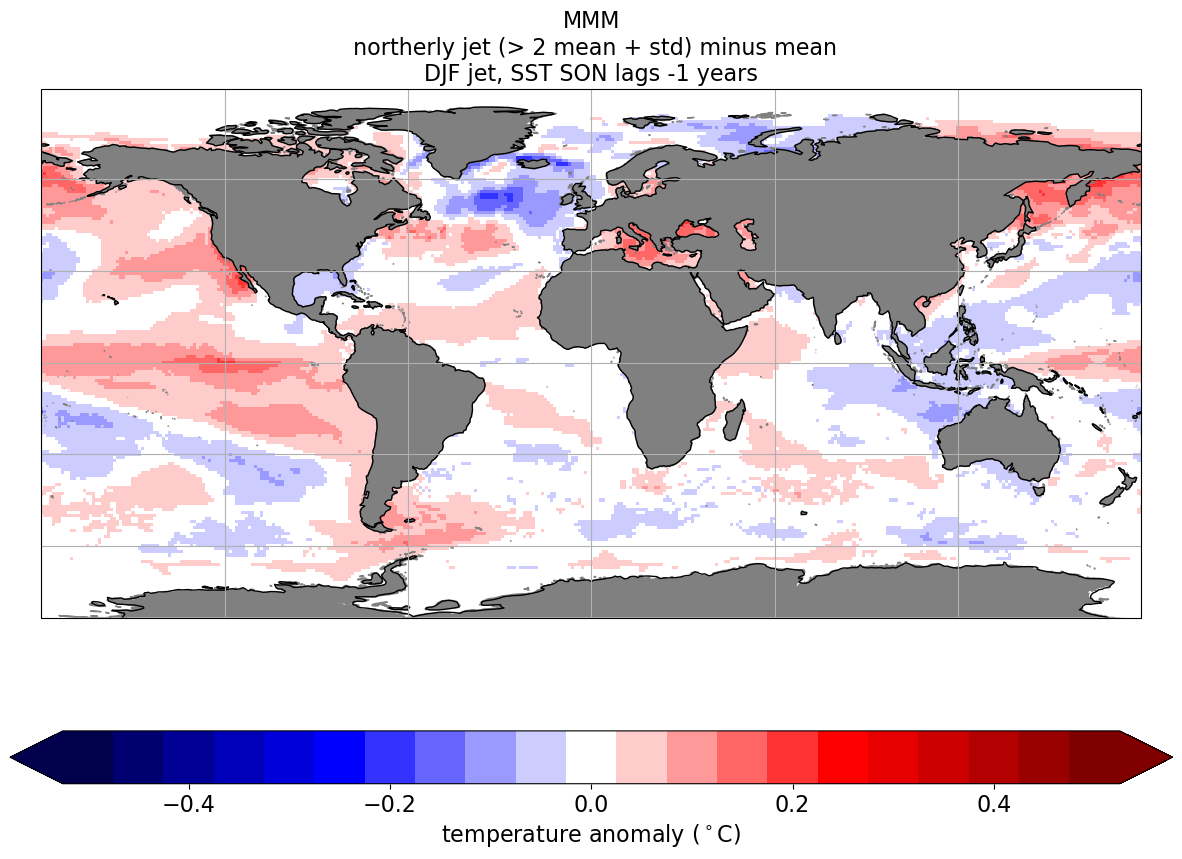 MMM
northerly jet (> 2 mean + std) minus mean
DJF jet, SST SON lags -1 years
−0.4 −0.2 0.0 0.2 0.4
temperature anomaly (°C)